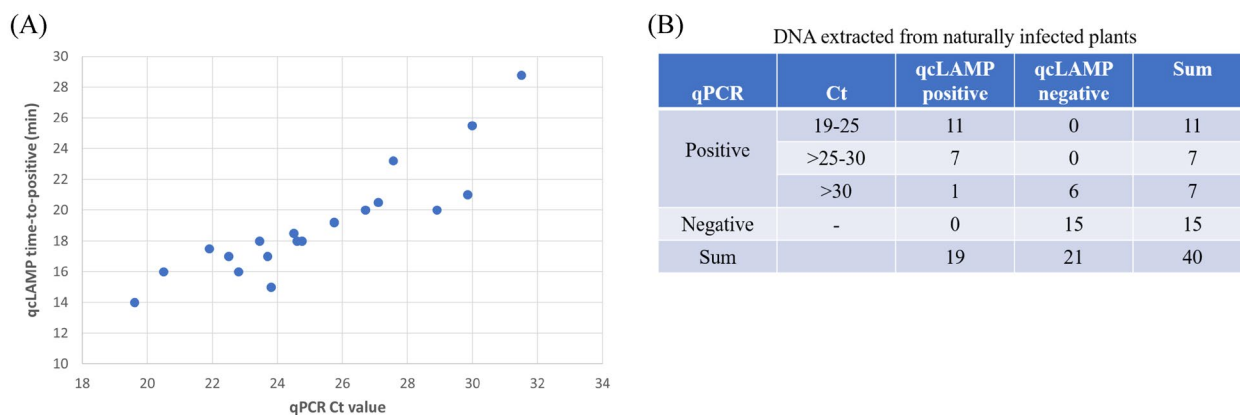 (A)
30
28
26
24
22
20
18
16
14
12
10
qcLAMP time-to-positive (min)
18 20 22 24 26 28 30 32 34
qPCR Ct value
(B)
DNA extracted from naturally infected plants
qPCR Ct qcLAMP positive qcLAMP negative Sum
Positive 19-25 11 0 11
>25-30 7 0 7
>30 1 6 7
Negative - 0 15 15
Sum 19 21 40